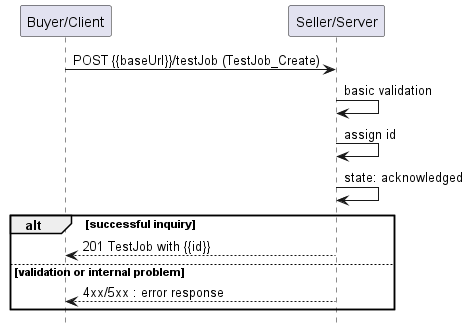 Buyer/Client
Seller/Server
POST {{baseUrl}}/testJob (TestJob_Create)
basic validation
assign id
state: acknowledged
alt [successful inquiry]
201 TestJob with {{id}}
[validation or internal problem]
4xx/5xx : error response